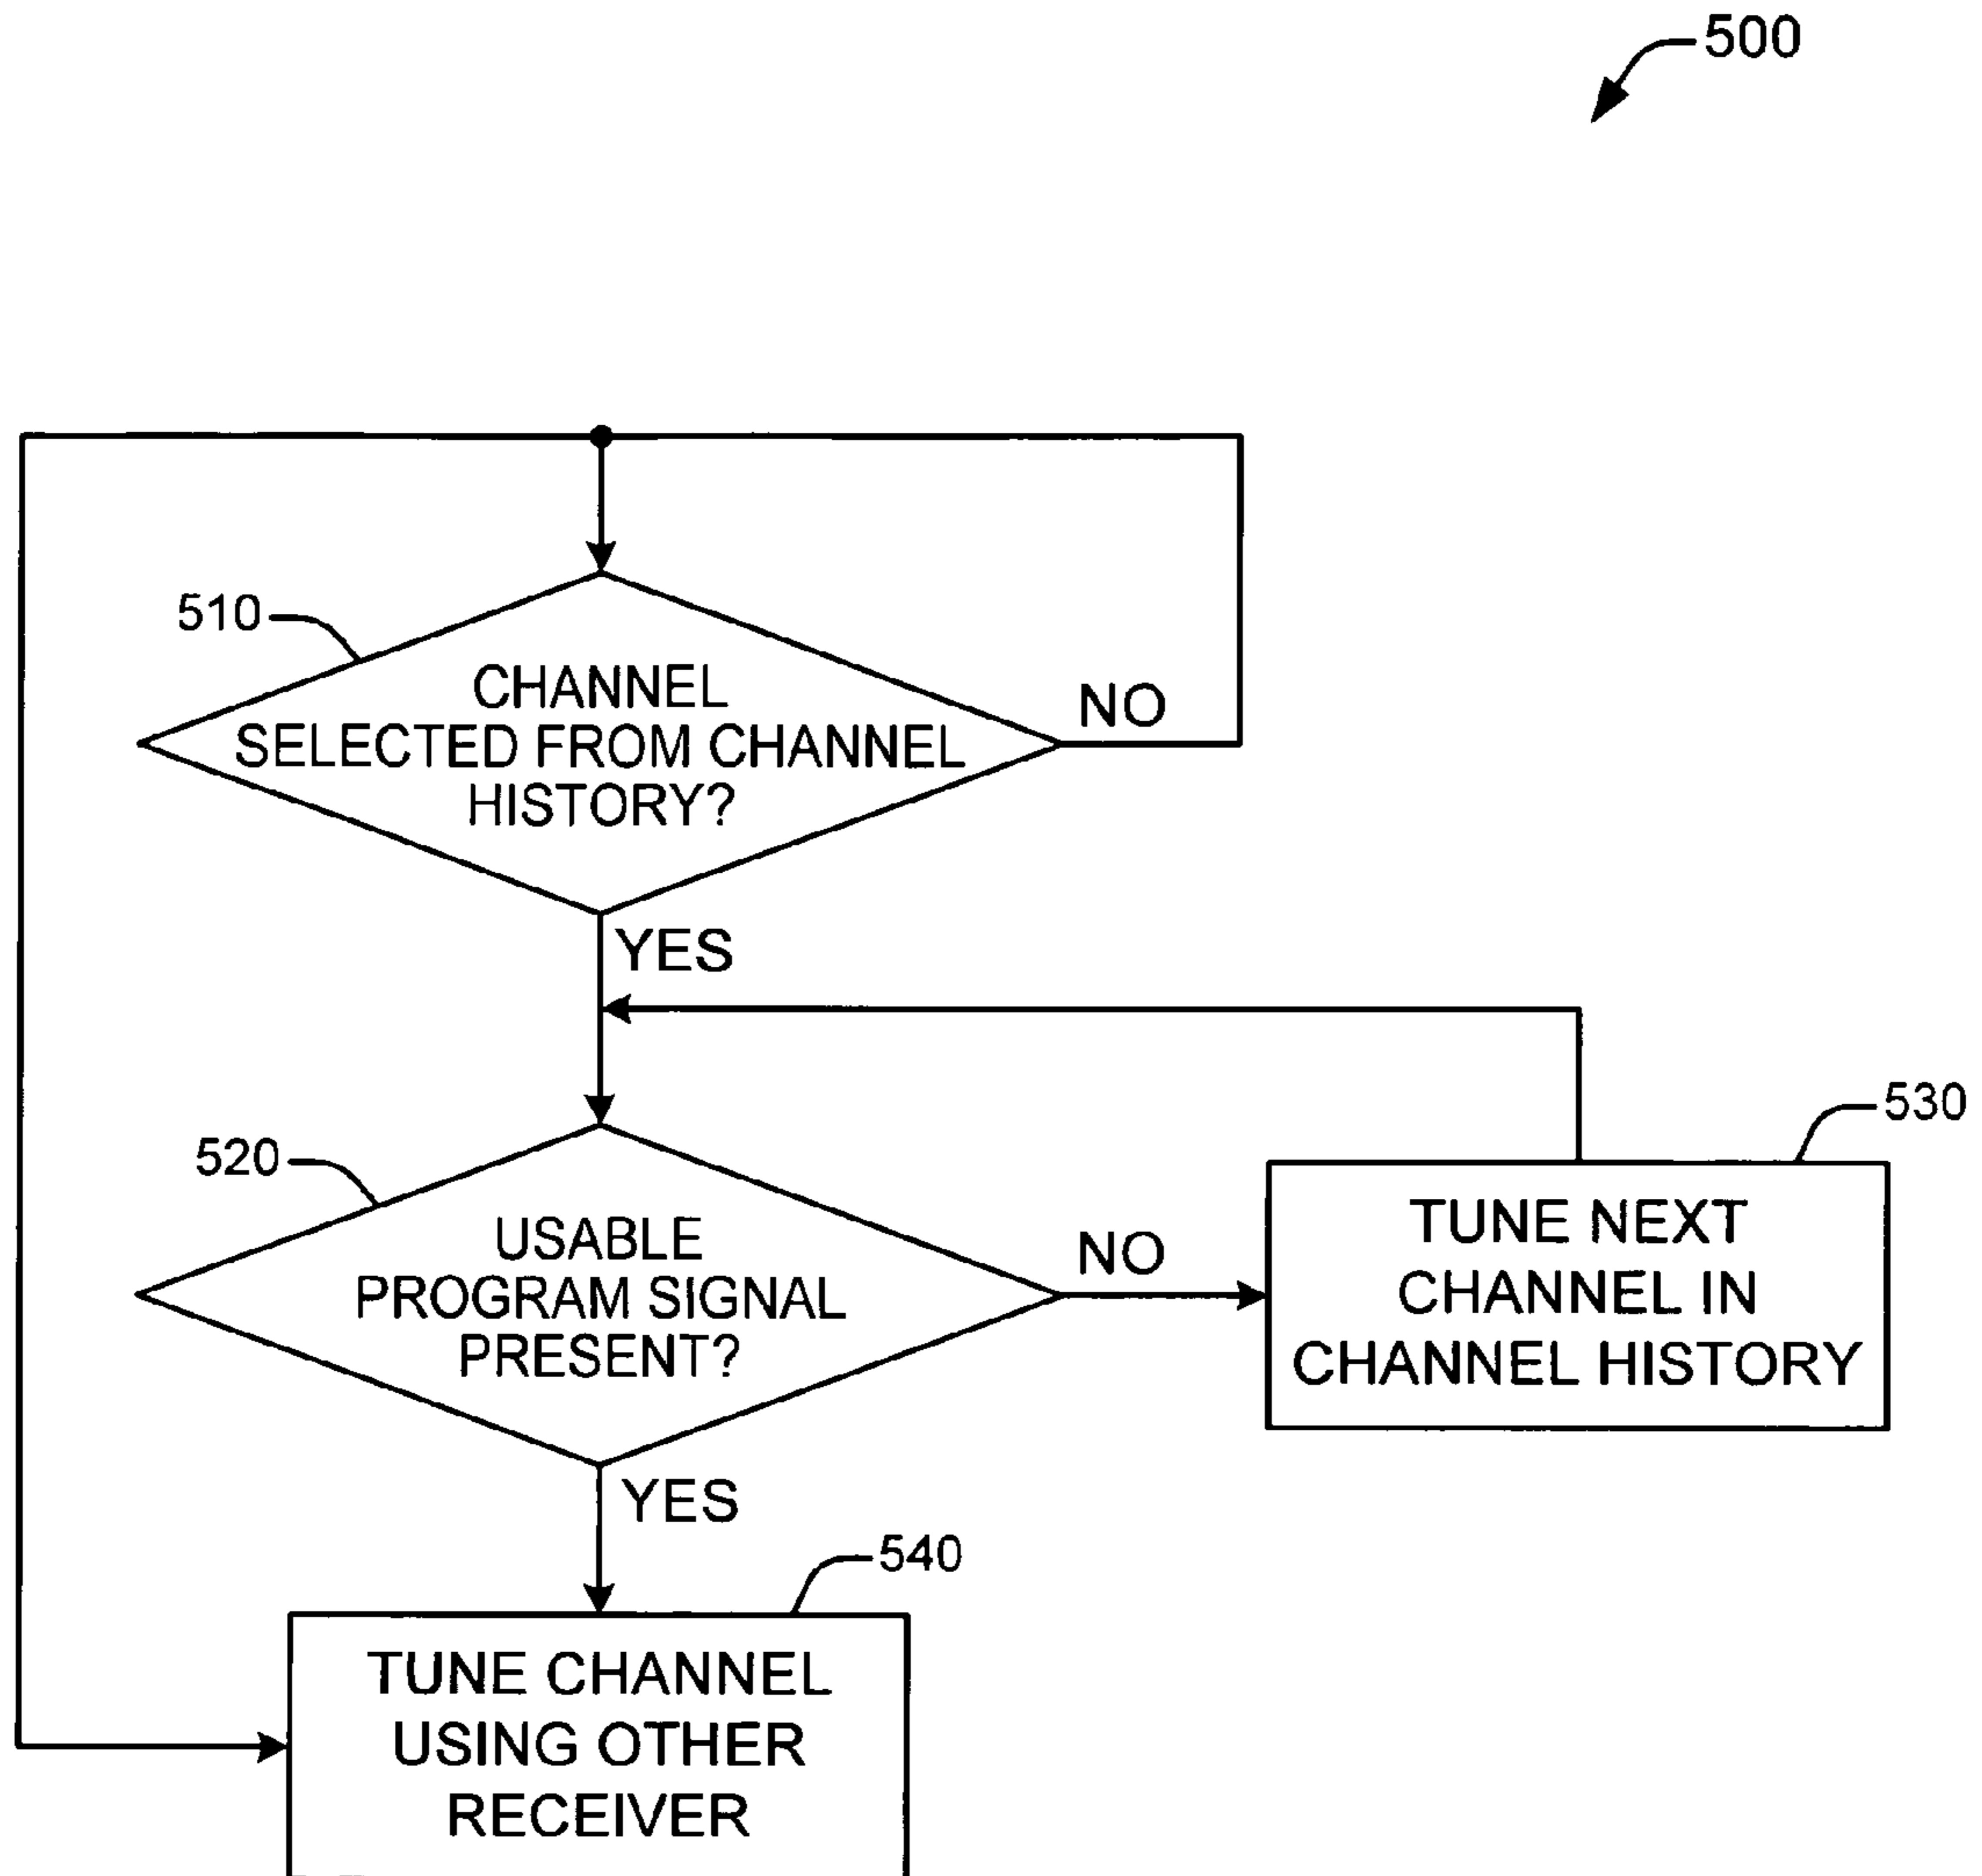 500
510
CHANNEL
SELECTED FROM CHANNEL
HISTORY?
NO
YES
530
520
USABLE
PROGRAM SIGNAL
PRESENT?
NO
TUNE NEXT
CHANNEL IN
CHANNEL HISTORY
YES
540
TUNE CHANNEL
USING OTHER
RECEIVER